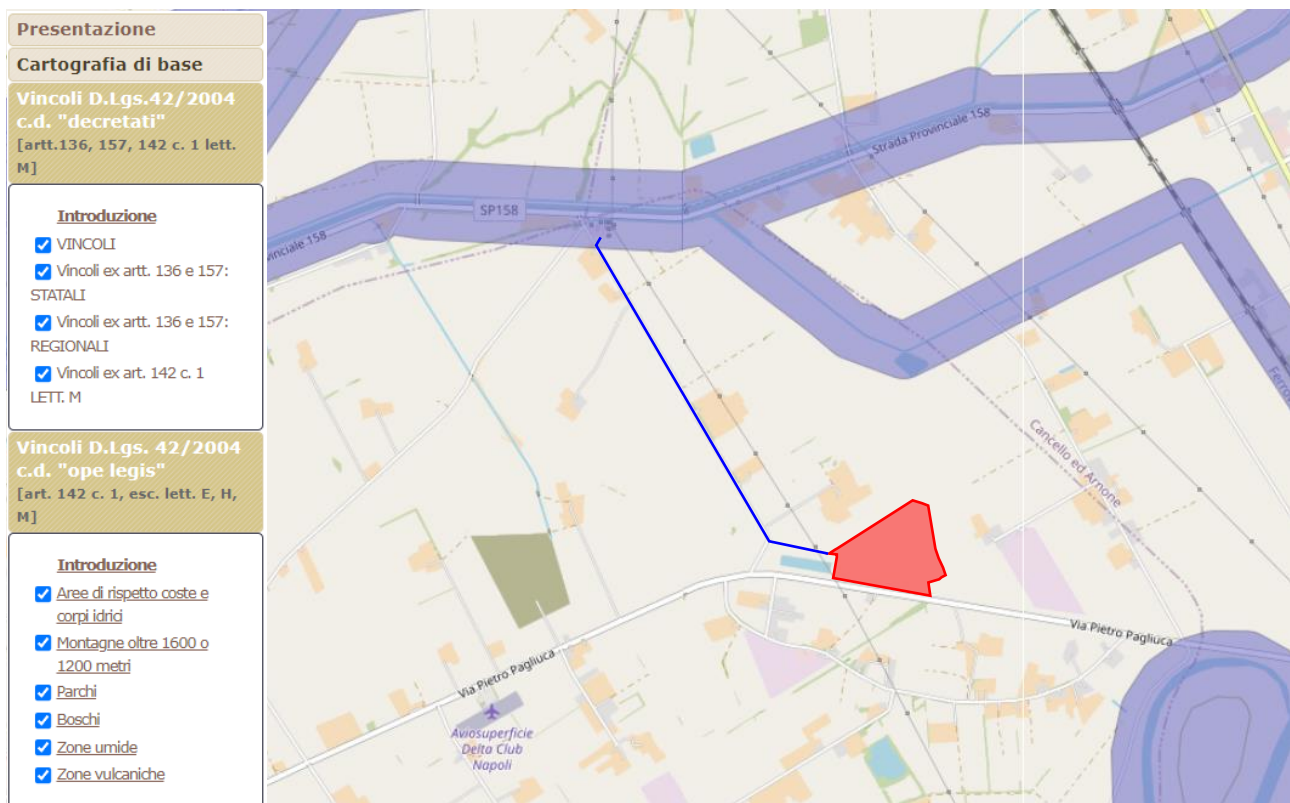 Presentazione
Cartografia di base
Vincoli D.Lgs.42/2004
c.d. "decretati"
[artt.136, 157, 142 c. 1 lett.
M]
Introduzione
VINCOLI
Vincoli ex artt. 136 e 157:
STATALI
Vincoli ex artt. 136 e 157:
REGIONALI
Vincoli ex art. 142 c. 1
LETT. M
Vincoli D.Lgs. 42/2004
c.d. "ope legis"
[art. 142 c. 1, esc. lett. E, H,
M]
Introduzione
Aree di rispetto coste e
corpi idrici
Montagne oltre 1600 o
1200 metri
Parchi
Boschi
Zone umide
Zone vulcaniche
Strada Provinciale 158
SP158
vinciale 158
Ferro
Cancello ed Arnone
Via Pietro Pagliuca
Via Pietro Pagliuca
Aviosuperficie
Delta Club
Napoli